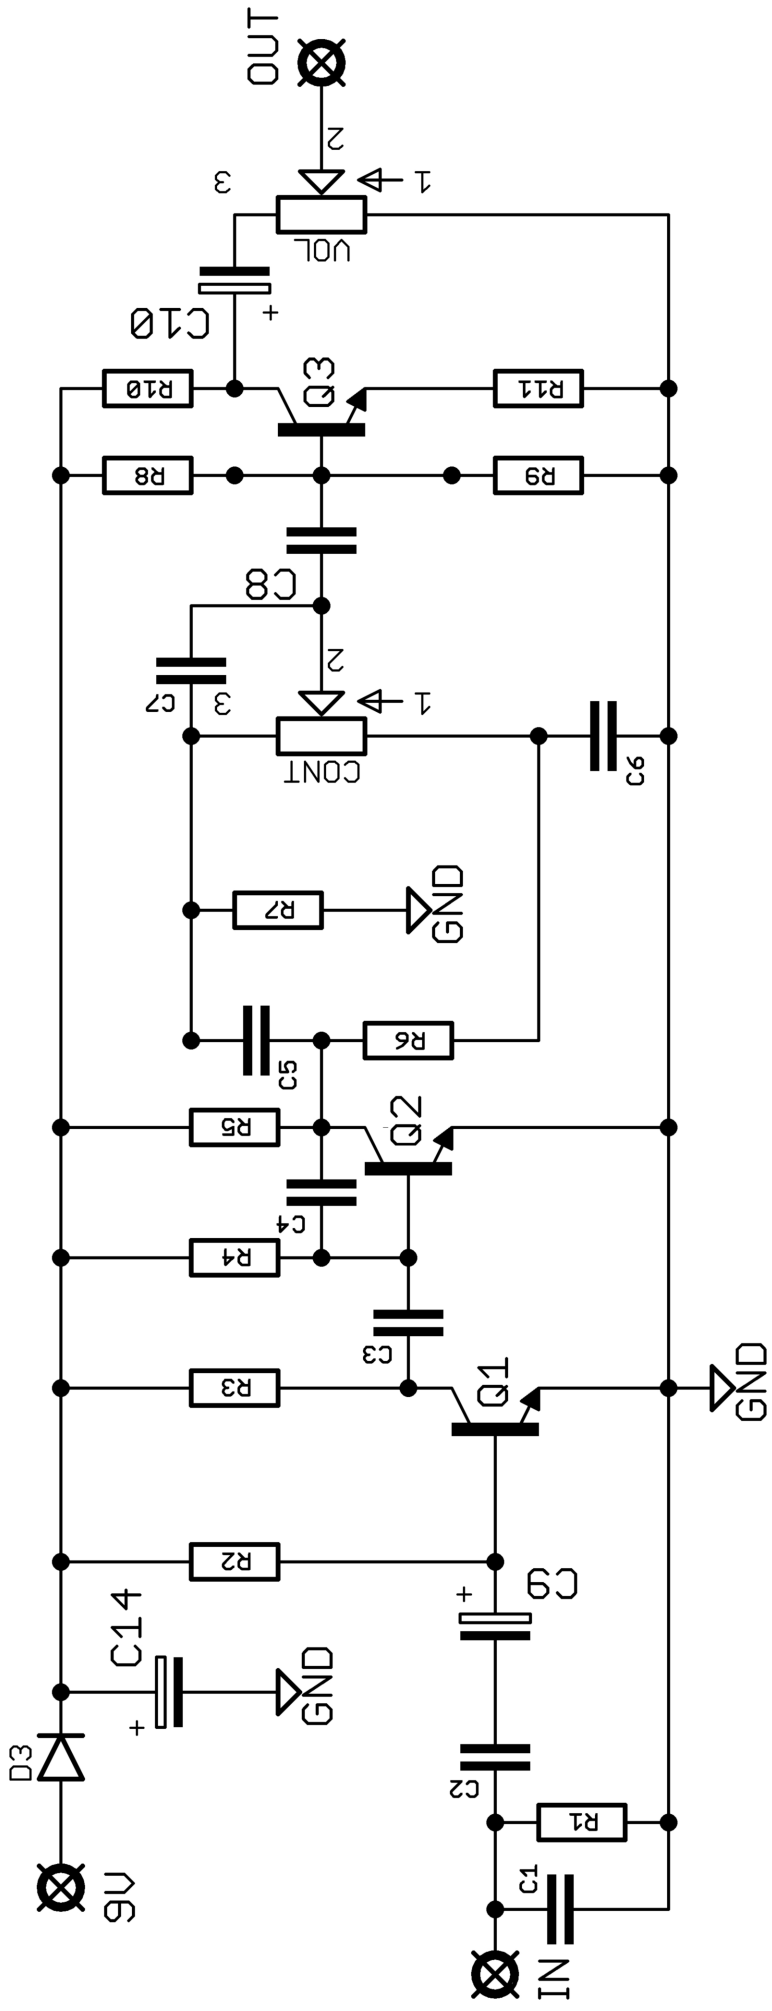 OUT
2
3
1
VOL
C10
+
R10
Q3
R11
R8
R9
C8
2
C7
3
1
CONT
C6
R7
GND
C5
R6
R5
Q2
C4
R4
C3
R3
Q1
GND
R2
+
C9
C14
+
GND
D3
C2
R1
9V
C1
IN